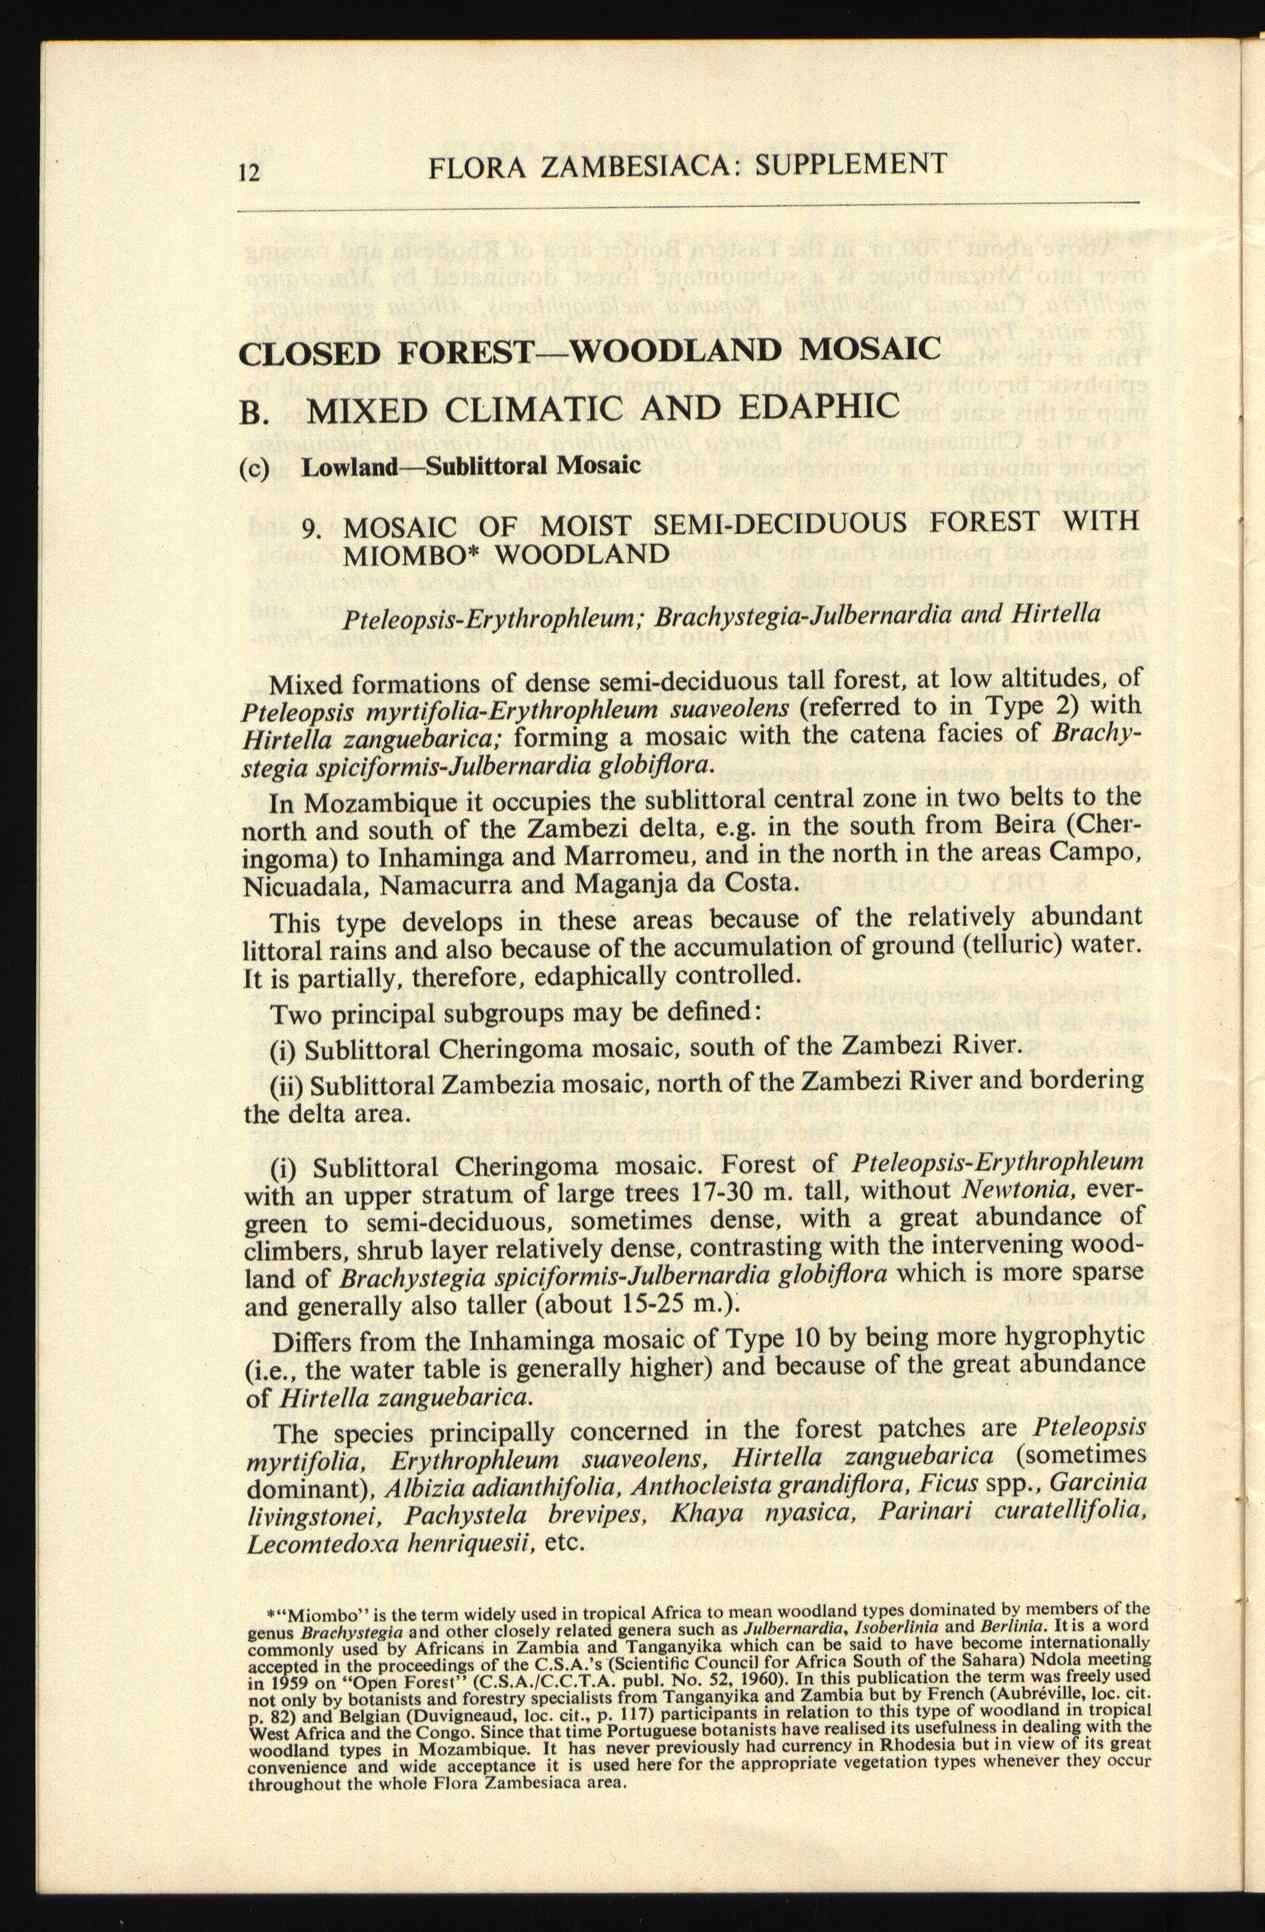 12
FLORA ZAMBESIACA: SUPPLEMENT
CLOSED FOREST—WOODLAND MOSAIC
B. MIXED CLIMATIC AND EDAPHIC
(c) Lowland—Sublittoral Mosaic
9. MOSAIC OF MOIST SEMI-DECIDUOUS FOREST WITH
MIOMBO* WOODLAND
Pteleopsis-Erythrophleum; Brachystegia-Julbernardia and Hirtella
Mixed formations of dense semi-deciduous tall forest, at low altitudes, of
Pteleopsis myrtifolia-Erythrophleum suaveolens (referred to in Type 2) with
Hirtella zanguebarica; forming a mosaic with the catena facies of Brachy-
stegia spiciformis-Julbernardia globiflora.
In Mozambique it occupies the sublittoral central zone in two belts to the
north and south of the Zambezi delta, e.g. in the south from Beira (Cher-
ingoma) to Inhaminga and Marromeu, and in the north in the areas Campo,
Nicuadala, Namacurra and Maganja da Costa.
This type develops in these areas because of the relatively abundant
littoral rains and also because of the accumulation of ground (telluric) water.
It is partially, therefore, edaphically controlled.
Two principal subgroups may be defined:
(i) Sublittoral Cheringoma mosaic, south of the Zambezi River.
(ii) Sublittoral Zambezia mosaic, north of the Zambezi River and bordering
the delta area.
(i) Sublittoral Cheringoma mosaic. Forest of Pteleopsis-Erythrophleum
with an upper stratum of large trees 17-30 m. tall, without Newtonia, ever-
green to semi-deciduous, sometimes dense, with a great abundance of
climbers, shrub layer relatively dense, contrasting with the intervening wood-
land of Brachystegia spiciformis-Julbernardia globiflora which is more sparse
and generally also taller (about 15-25 m.).
Differs from the Inhaminga mosaic of Type 10 by being more hygrophytic
(i.e., the water table is generally higher) and because of the great abundance
of Hirtella zanguebarica.
The species principally concerned in the forest patches are Pteleopsis
myrtifolia, Erythrophleum suaveolens, Hirtella zanguebarica (sometimes
dominant), Albizia adianthifolia, Anthocleista grandiflora, Ficus spp., Garcinia
livingstonei, Pachystela brevipes, Khaya nyasica, Parinari curatellifolia,
Lecomtedoxa henriquesii, etc.
*“Miombo” is the term widely used in tropical Africa to mean woodland types dominated by members of the
genus Brachystegia and other closely related genera such as Julbernardia, Isoberlinia and Berlinia. It is a word
commonly used by Africans in Zambia and Tanganyika which can be said to have become internationally
accepted in the proceedings of the C.S.A.'s (Scientific Council for Africa South of the Sahara) Ndola meeting
in 1959 on “Open Forest” (C.S.A./C.C.T.A. publ. No. 52, 1960). In this publication the term was freely used
not only by botanists and forestry specialists from Tanganyika and Zambia but by French (Aubréville, loc. cit.
p. 82) and Belgian (Duvigneaud, loc. cit., p. 117) participants in relation to this type of woodland in tropical
West Africa and the Congo. Since that time Portuguese botanists have realised its usefulness in dealing with the
woodland types in Mozambique. It has never previously had currency in Rhodesia but in view of its great
convenience and wide acceptance it is used here for the appropriate vegetation types whenever they occur
throughout the whole Flora Zambesiaca area.